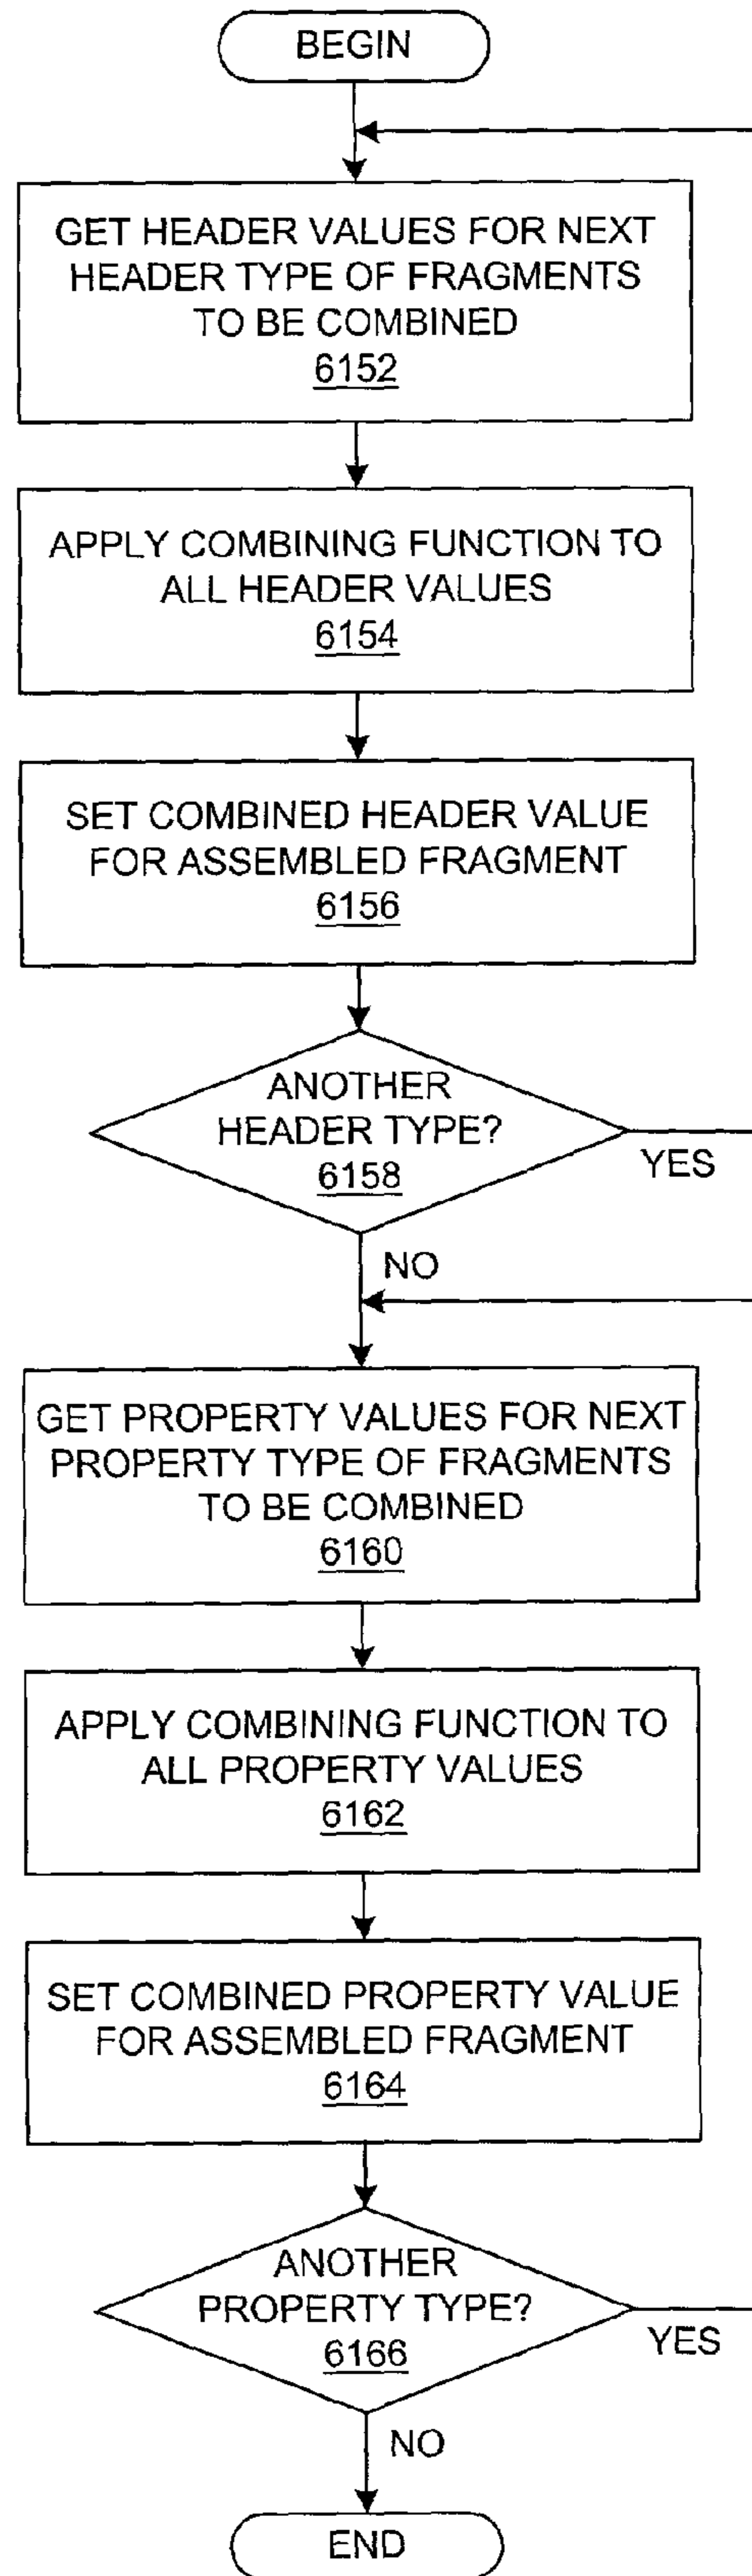 BEGIN
GET HEADER VALUES FOR NEXT
HEADER TYPE OF FRAGMENTS
TO BE COMBINED
6152
APPLY COMBINING FUNCTION TO
ALL HEADER VALUES
6154
SET COMBINED HEADER VALUE
FOR ASSEMBLED FRAGMENT
6156
ANOTHER
HEADER TYPE?
6158
YES
NO
GET PROPERTY VALUES FOR NEXT
PROPERTY TYPE OF FRAGMENTS
TO BE COMBINED
6160
APPLY COMBINING FUNCTION TO
ALL PROPERTY VALUES
6162
SET COMBINED PROPERTY VALUE
FOR ASSEMBLED FRAGMENT
6164
ANOTHER
PROPERTY TYPE?
6166
YES
NO
END